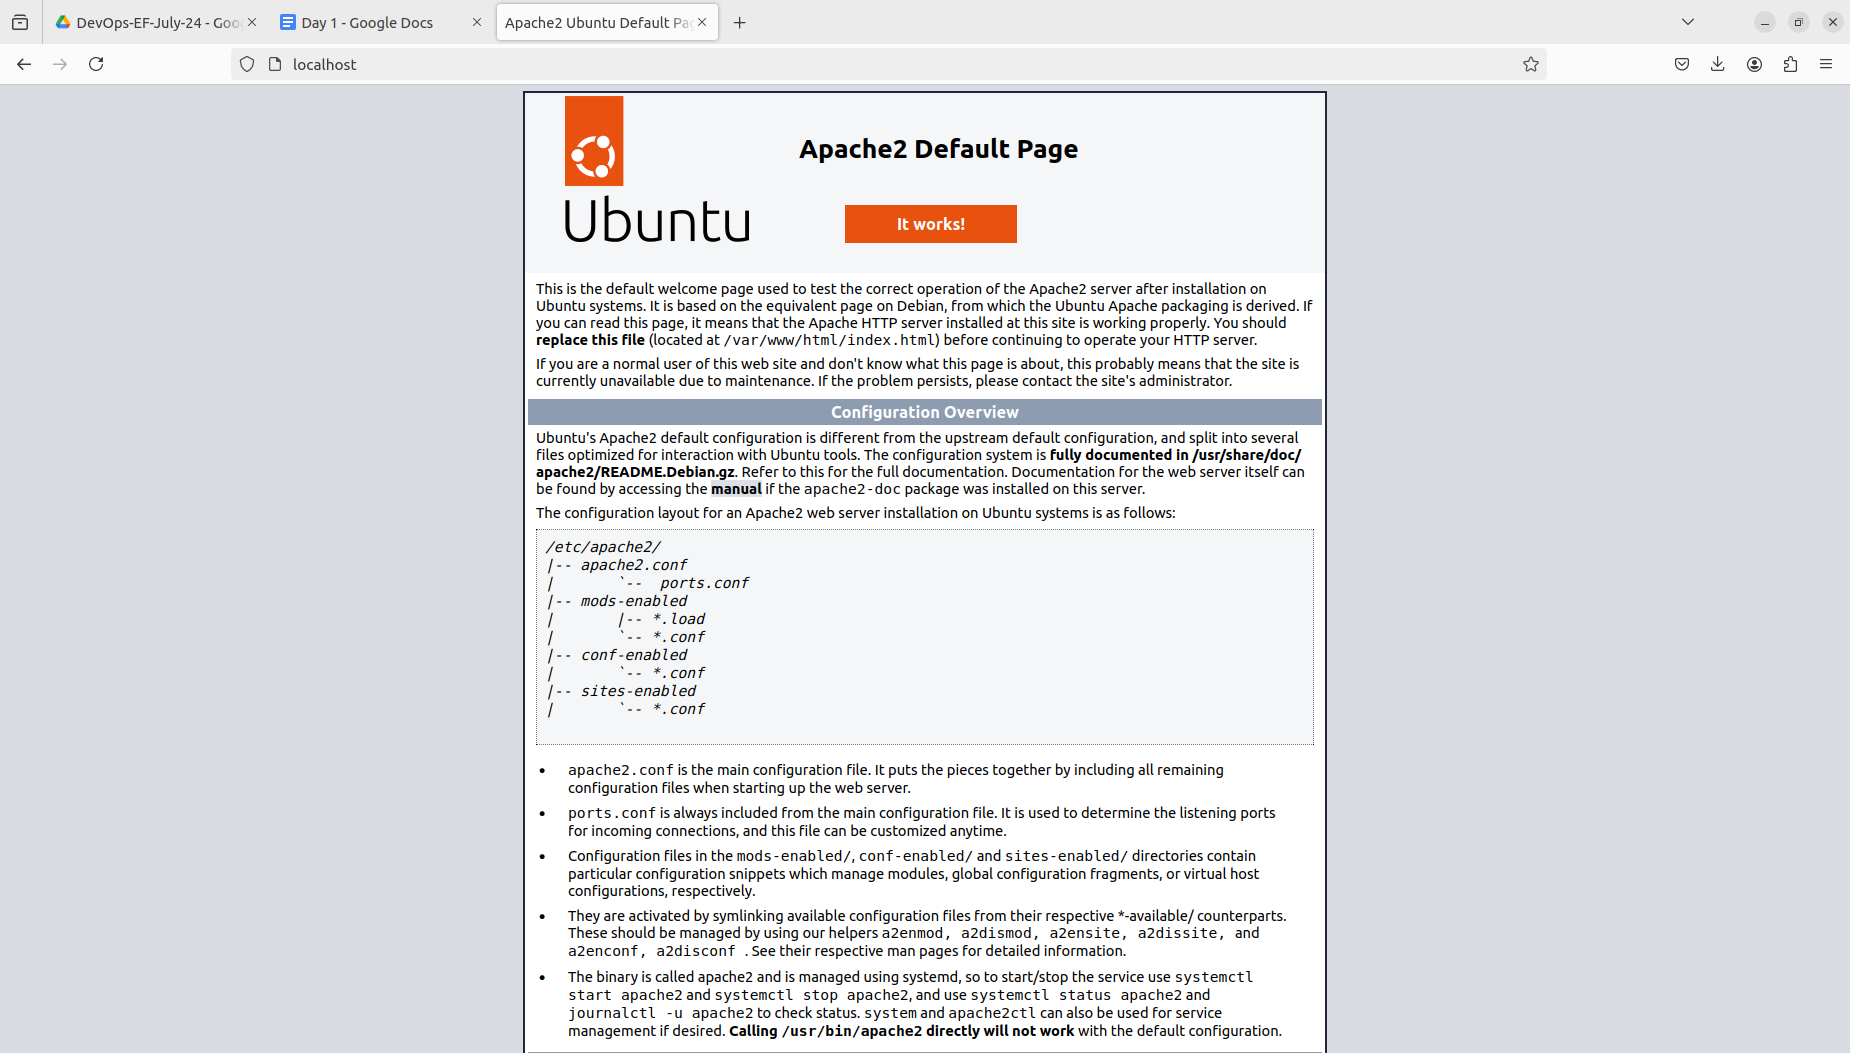 DevOps-EF-July-24 - Goo
Day 1 - Google Docs
Apache2 Ubuntu Default Pa
localhost
Apache2 Default Page
Ubuntu
It works!
This is the default welcome page used to test the correct operation of the Apache2 server after installation on
Ubuntu systems. It is based on the equivalent page on Debian, from which the Ubuntu Apache packaging is derived. If
you can read this page, it means that the Apache HTTP server installed at this site is working properly. You should
replace this file (located at /var/www/html/index.html) before continuing to operate your HTTP server.
If you are a normal user of this web site and don't know what this page is about, this probably means that the site is
currently unavailable due to maintenance. If the problem persists, please contact the site's administrator.
Configuration Overview
Ubuntu's Apache2 default configuration is different from the upstream default configuration, and split into several
files optimized for interaction with Ubuntu tools. The configuration system is fully documented in /usr/share/doc/
apache2/README.Debian.gz. Refer to this for the full documentation. Documentation for the web server itself can
be found by accessing the manual if the apache2-doc package was installed on this server.
The configuration layout for an Apache2 web server installation on Ubuntu systems is as follows:
/etc/apache2/
|-- apache2.conf
|       `--  ports.conf
|-- mods-enabled
|       |-- *.load
|       `-- *.conf
|-- conf-enabled
|       `-- *.conf
|-- sites-enabled
|       `-- *.conf
• apache2.conf is the main configuration file. It puts the pieces together by including all remaining
configuration files when starting up the web server.
• ports.conf is always included from the main configuration file. It is used to determine the listening ports
for incoming connections, and this file can be customized anytime.
• Configuration files in the mods-enabled/, conf-enabled/ and sites-enabled/ directories contain
particular configuration snippets which manage modules, global configuration fragments, or virtual host
configurations, respectively.
• They are activated by symlinking available configuration files from their respective *-available/ counterparts.
These should be managed by using our helpers a2enmod, a2dismod, a2ensite, a2dissite, and
a2enconf, a2disconf . See their respective man pages for detailed information.
• The binary is called apache2 and is managed using systemd, so to start/stop the service use systemctl
start apache2 and systemctl stop apache2, and use systemctl status apache2 and
journalctl -u apache2 to check status. system and apache2ctl can also be used for service
management if desired. Calling /usr/bin/apache2 directly will not work with the default configuration.